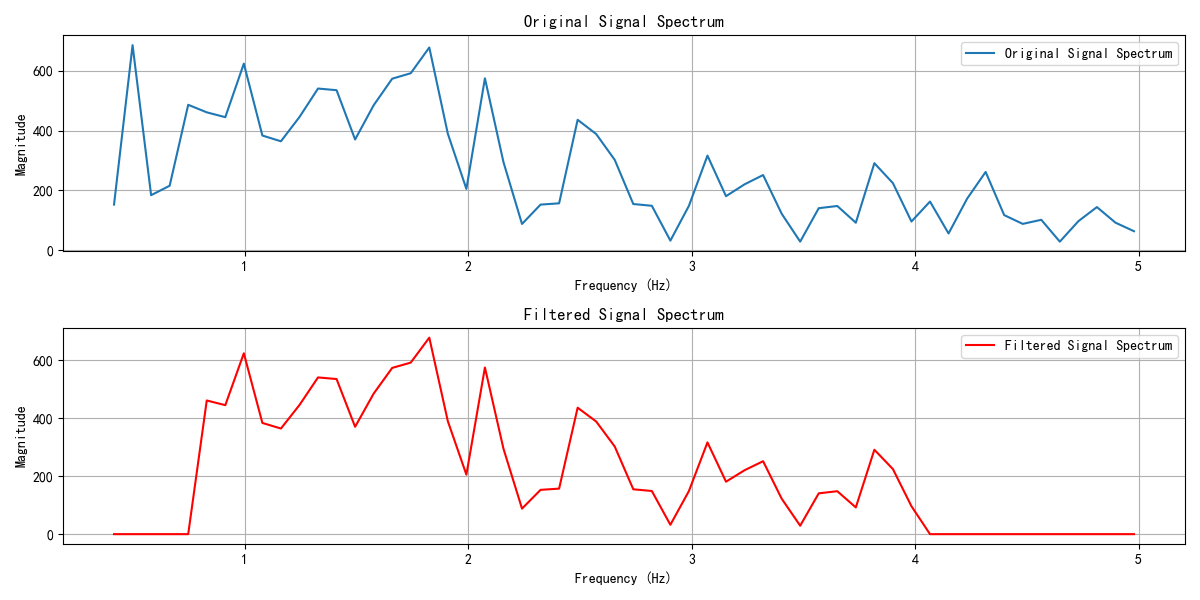 Original Signal Spectrum
Original Signal Spectrum
Magnitude
600
400
200
0
1 2 3 4 5
Frequency (Hz)
Filtered Signal Spectrum
Filtered Signal Spectrum
Magnitude
600
400
200
0
1 2 3 4 5
Frequency (Hz)